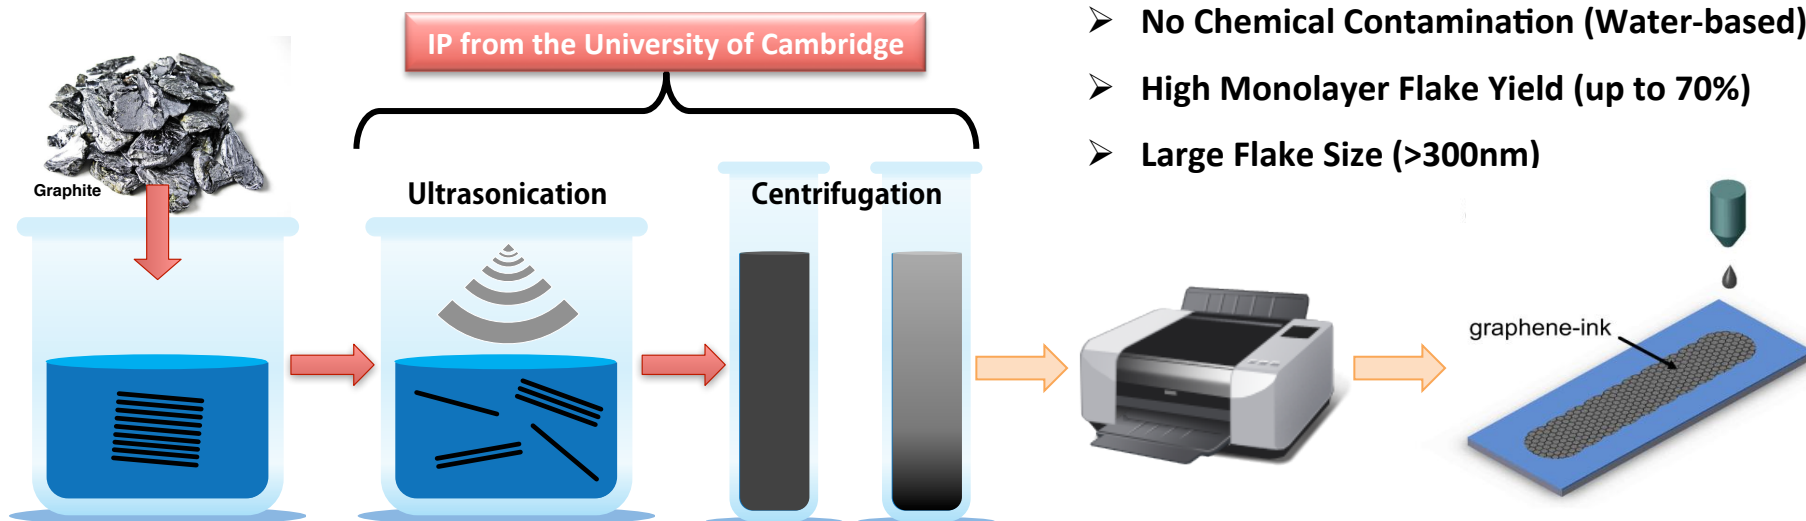 IP from the University of Cambridge
➢ No Chemical Contamination (Water-based)
➢ High Monolayer Flake Yield (up to 70%)
➢ Large Flake Size (>300nm)
Graphite
Ultrasonication
Centrifugation
graphene-ink